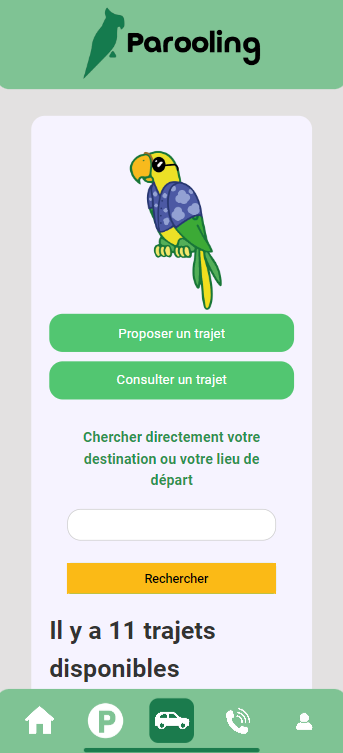 Parooling
Proposer un trajet
Consulter un trajet
Chercher directement votre
destination ou votre lieu de
départ
Rechercher
Il y a 11 trajets
disponibles
P